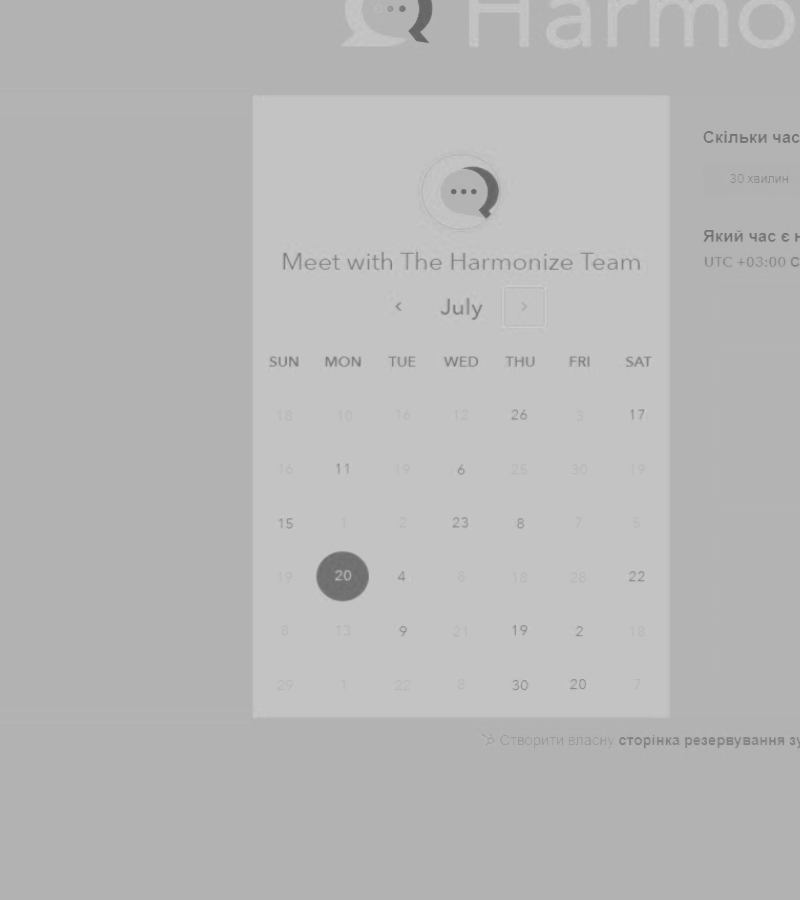 Harmo
Скільки час
30 хвилин
Meet with The Harmonize Team
Який час є н
UTC +03:00 С
‹ July ›
SUN MON TUE WED THU FRI SAT
18 10 16 12 26 3 17
16 11 19 6 25 30 19
15 1 2 23 8 7 5
19 20 4 6 18 28 22
8 13 9 21 19 2 18
29 1 22 8 30 20 7
Створити власну сторінка резервування зу